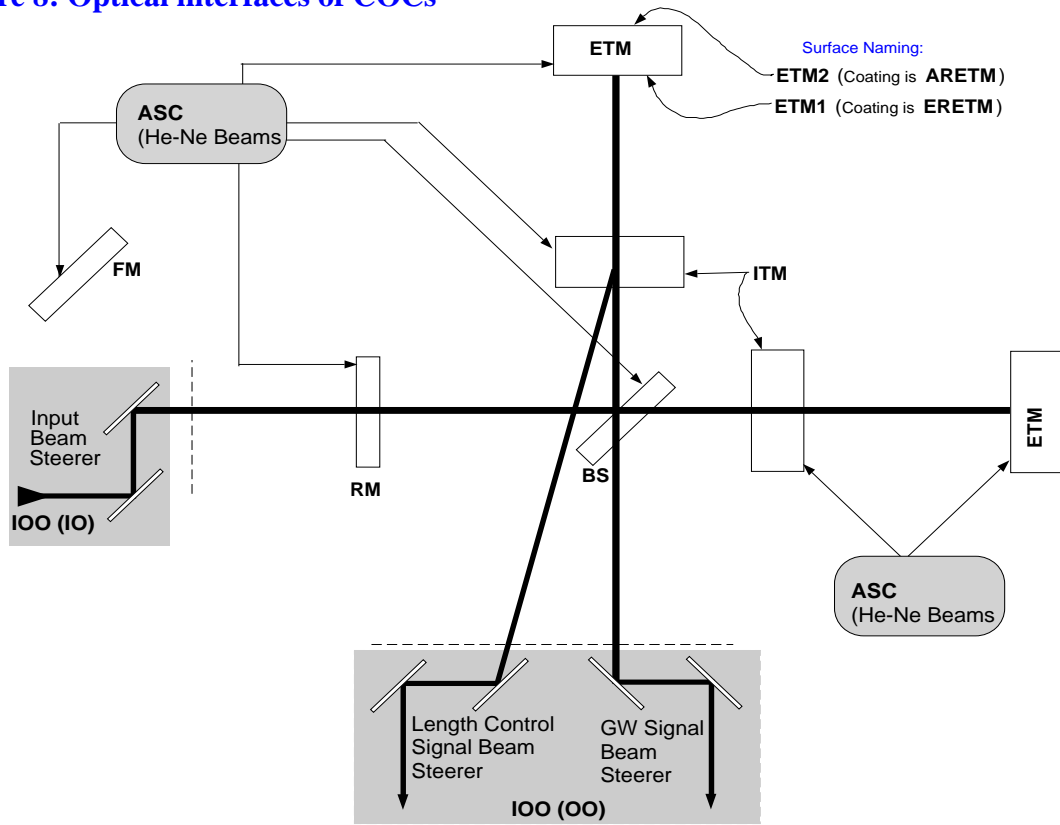 re 8: Optical interfaces of COCs
ETM
Surface Naming:
ETM2 (Coating is ARETM)
ETM1 (Coating is ERETM)
ASC
(He-Ne Beams
FM
ITM
Input
Beam
Steerer
IOO (IO)
RM
BS
ETM
ASC
(He-Ne Beams
Length Control
Signal Beam
Steerer
GW Signal
Beam
Steerer
IOO (OO)